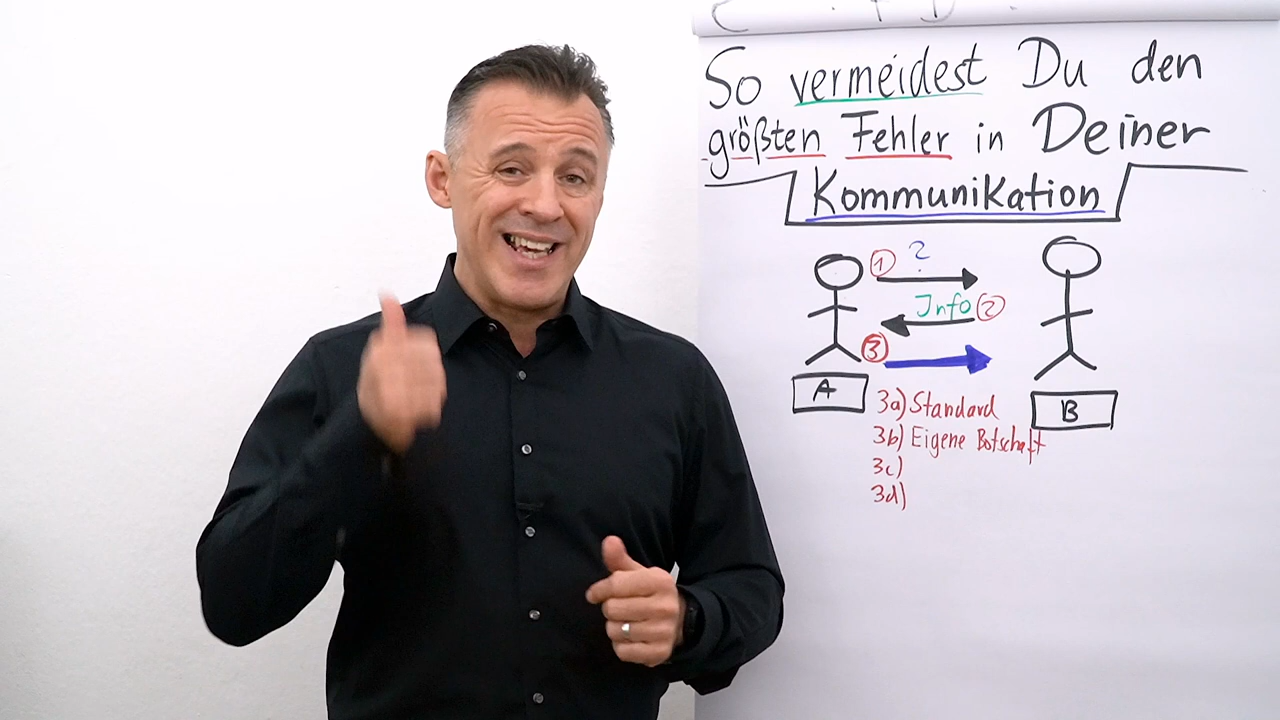 So vermeidest Du den
größten Fehler in Deiner
Kommunikation
1 ?
Info 2
3
A
B
3a) Standard
3b) Eigene Botschaft
3c)
3d)